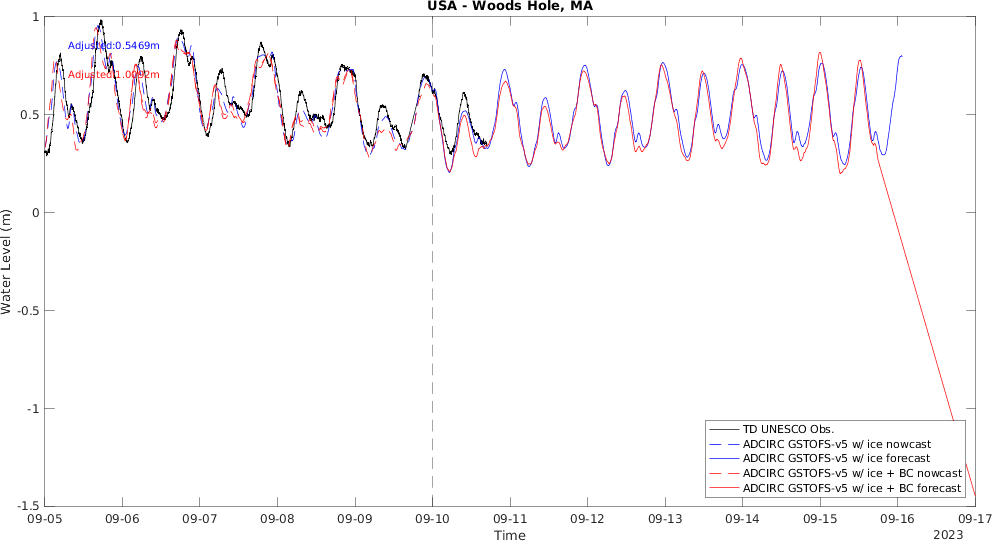 USA - Woods Hole, MA
1
Adjusted:0.5469m
Adjusted:1.0092m
0.5
0
-0.5
-1
-1.5
Water Level (m)
TD UNESCO Obs.
ADCIRC GSTOFS-v5 w/ ice nowcast
ADCIRC GSTOFS-v5 w/ ice forecast
ADCIRC GSTOFS-v5 w/ ice + BC nowcast
ADCIRC GSTOFS-v5 w/ ice + BC forecast
09-05 09-06 09-07 09-08 09-09 09-10 09-11 09-12 09-13 09-14 09-15 09-16 09-17
Time
2023